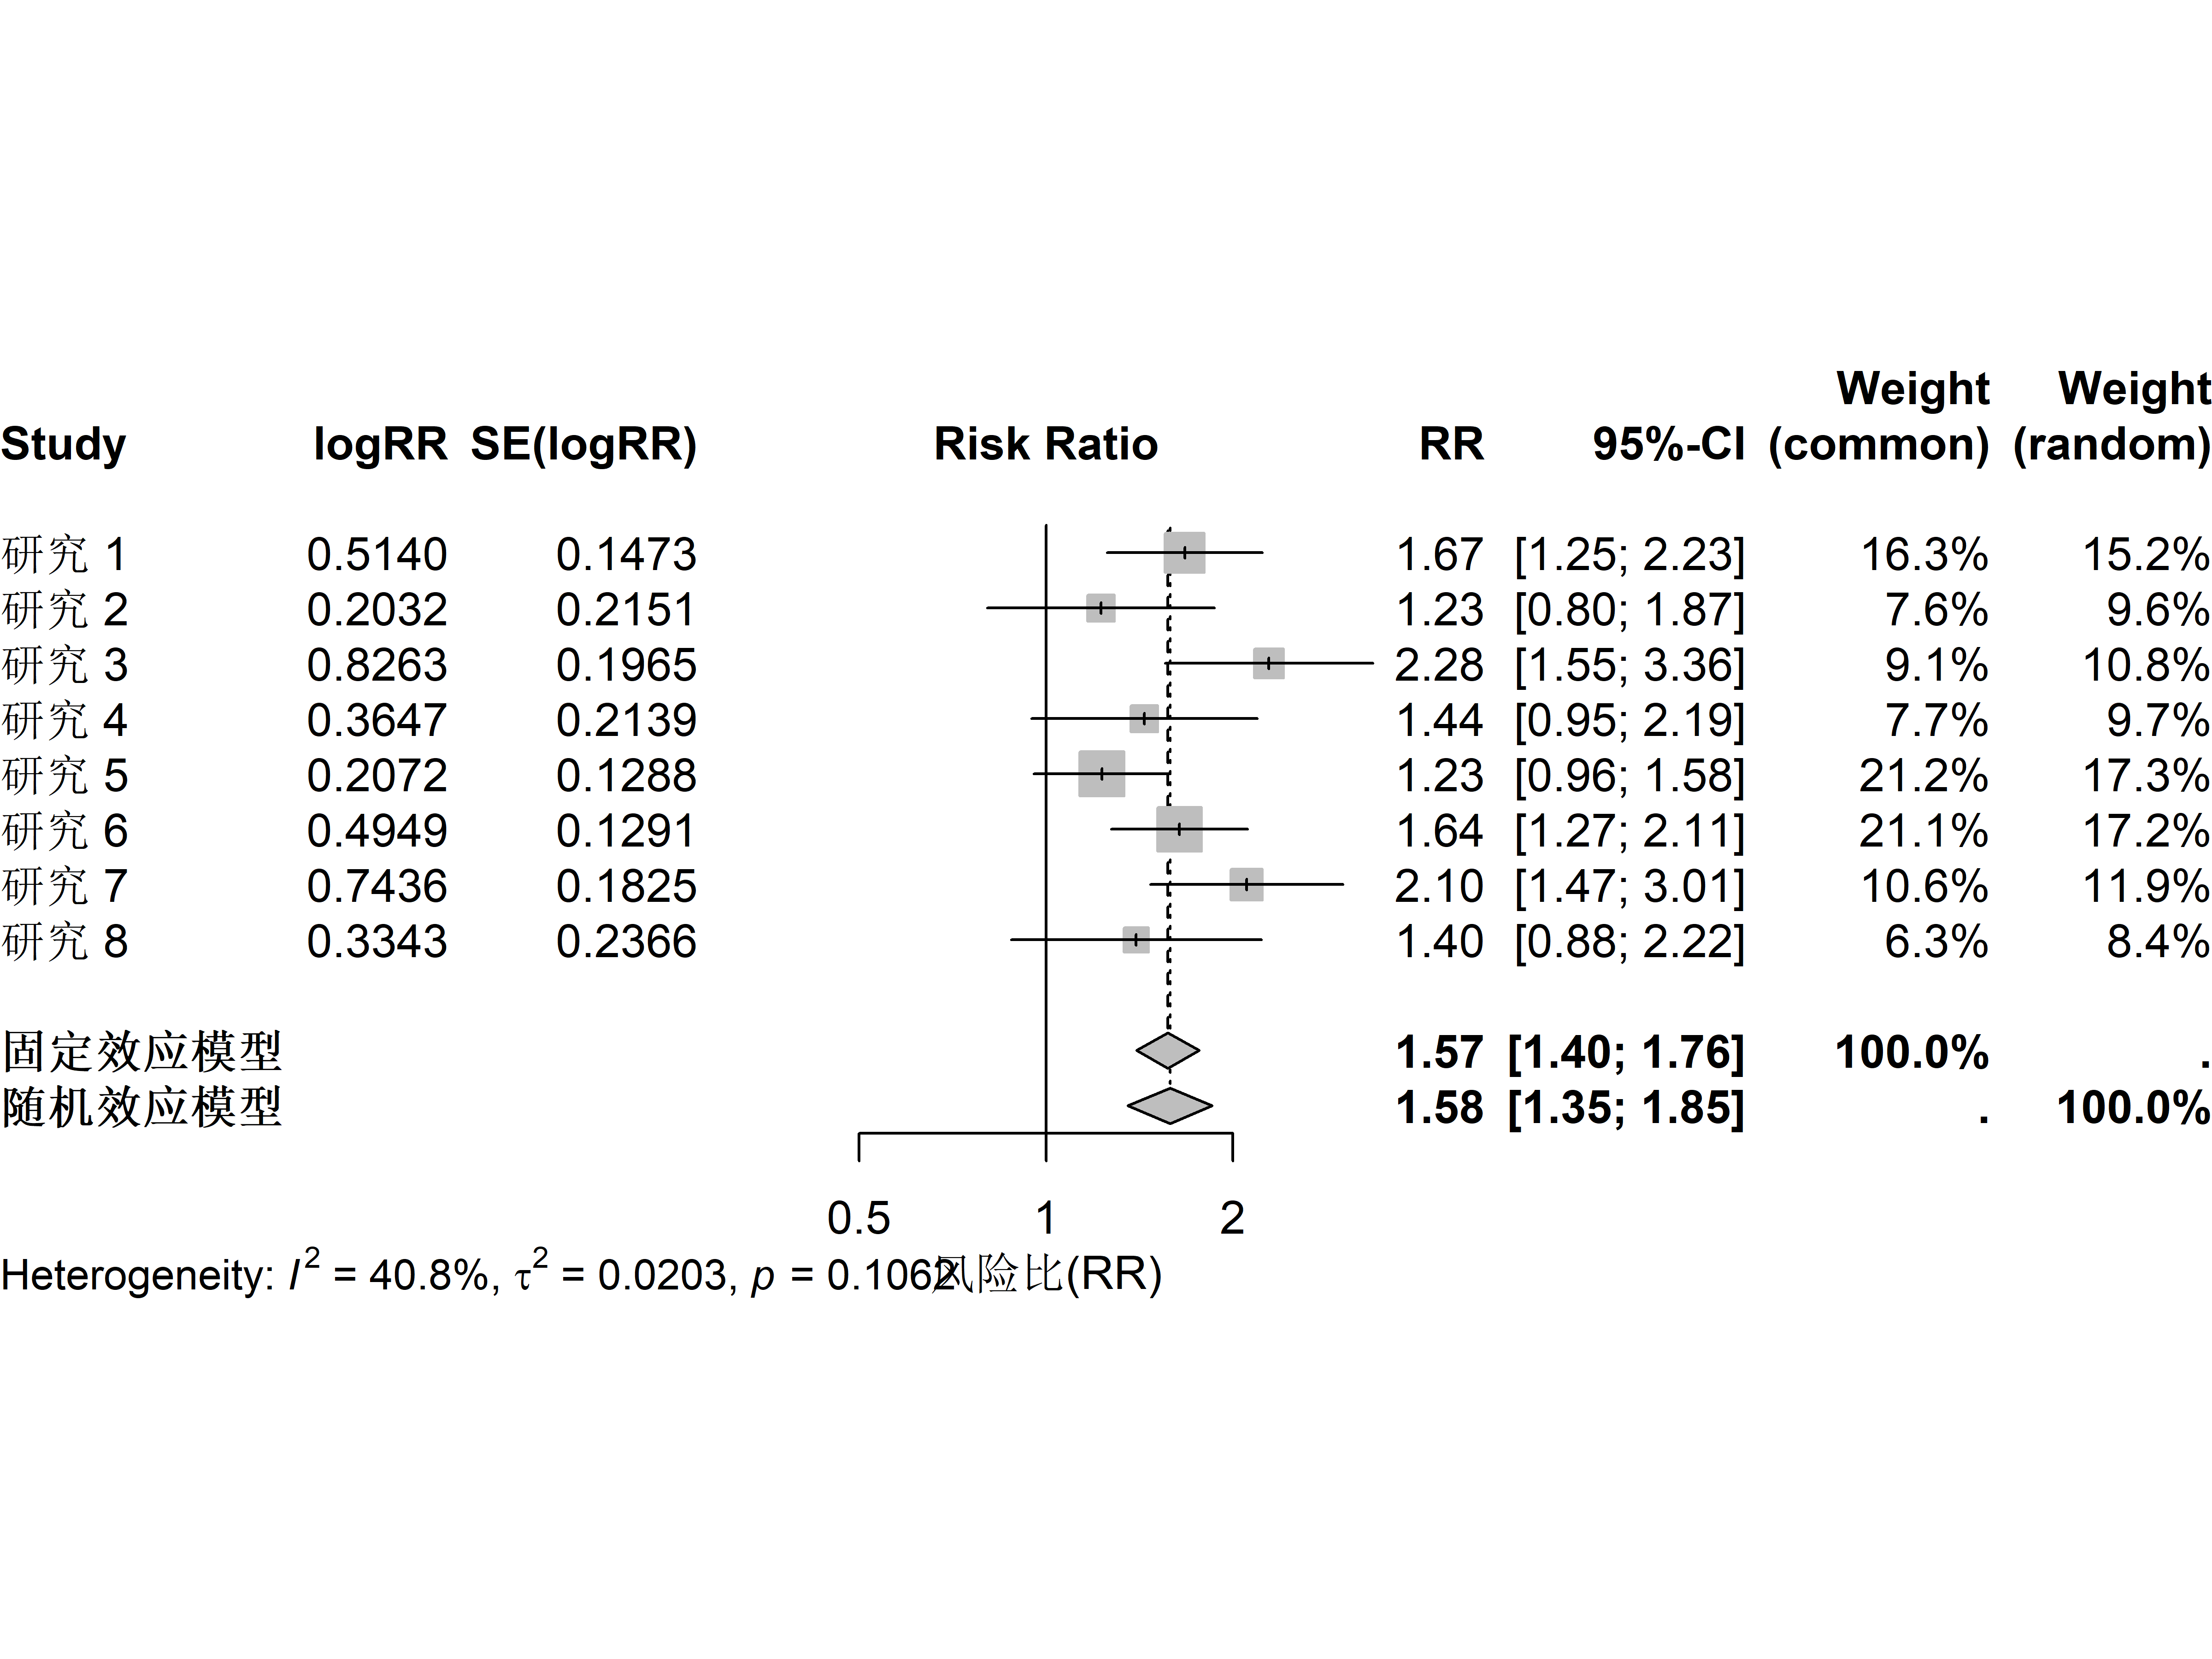 Weight Weight
Study logRR SE(logRR) Risk Ratio RR 95%-CI (common) (random)
研究 1 0.5140 0.1473 1.67 [1.25; 2.23] 16.3% 15.2%
研究 2 0.2032 0.2151 1.23 [0.80; 1.87] 7.6% 9.6%
研究 3 0.8263 0.1965 2.28 [1.55; 3.36] 9.1% 10.8%
研究 4 0.3647 0.2139 1.44 [0.95; 2.19] 7.7% 9.7%
研究 5 0.2072 0.1288 1.23 [0.96; 1.58] 21.2% 17.3%
研究 6 0.4949 0.1291 1.64 [1.27; 2.11] 21.1% 17.2%
研究 7 0.7436 0.1825 2.10 [1.47; 3.01] 10.6% 11.9%
研究 8 0.3343 0.2366 1.40 [0.88; 2.22] 6.3% 8.4%
固定效应模型 1.57 [1.40; 1.76] 100.0% .
随机效应模型 1.58 [1.35; 1.85] . 100.0%
0.5 1 2
Heterogeneity: I² = 40.8%, τ² = 0.0203, p = 0.1062 风险比(RR)